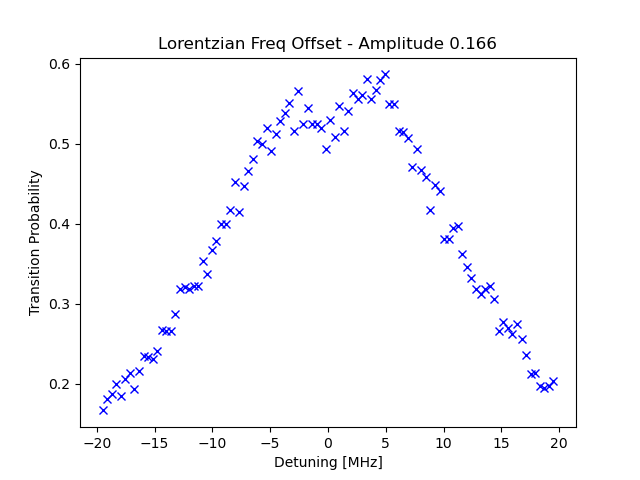 Lorentzian Freq Offset - Amplitude 0.166
Transition Probability
0.6
0.5
0.4
0.3
0.2
−20 −15 −10 −5 0 5 10 15 20
Detuning [MHz]